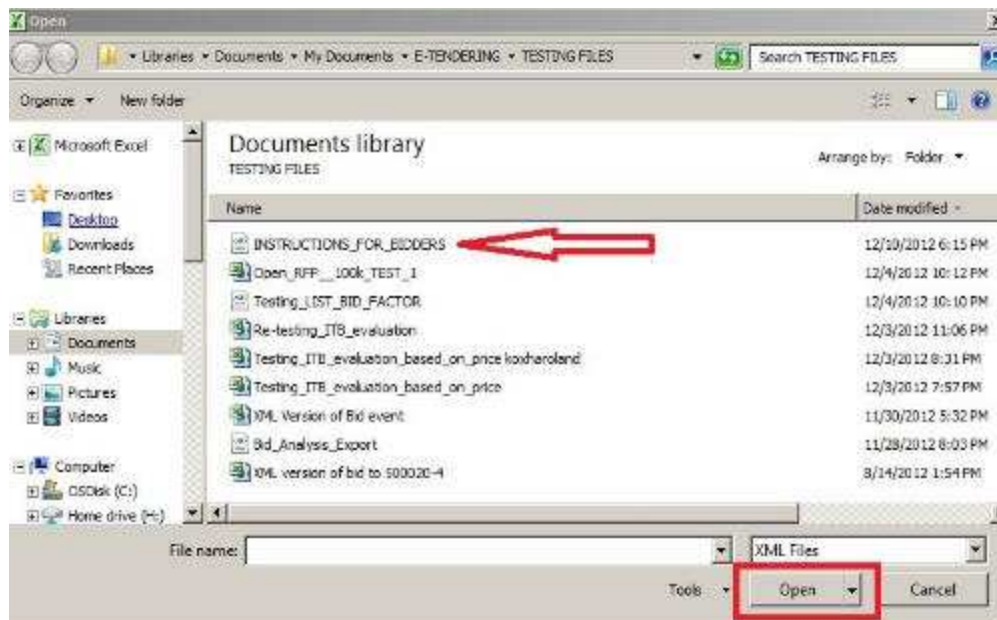 Open
Libraries Documents My Documents E-TENDERING TESTING FILES Search TESTING FILES
Organize New folder
Microsoft Excel
Favorites
Desktop
Downloads
Recent Places
Libraries
Documents
Music
Pictures
Videos
Computer
OSDisk (C:)
Home drive (H:)
Documents library
TESTING FILES
Arrange by: Folder
Name Date modified
INSTRUCTIONS_FOR_BIDDERS 12/10/2012 6:15 PM
Open_RFP__100k_TEST_1 12/4/2012 10:12 PM
Testing_LIST_BID_FACTOR 12/4/2012 10:10 PM
Re-testing_ITB_evaluation 12/3/2012 11:06 PM
Testing_ITB_evaluation_based_on_price koxharoland 12/3/2012 8:31 PM
Testing_ITB_evaluation_based_on_price 12/3/2012 7:57 PM
XML Version of Bid event 11/30/2012 5:32 PM
Bid_Analysis_Export 11/28/2012 8:03 PM
XML version of bid to 500020-4 8/14/2012 1:54 PM
File name: XML Files
Tools Open Cancel